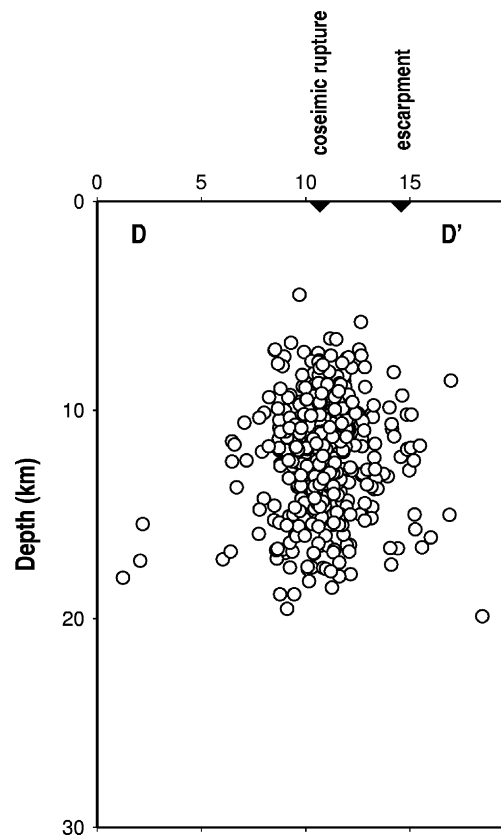 coseimic rupture
escarpment
0 5 10 15
0
D D'
10
Depth (km)
20
30